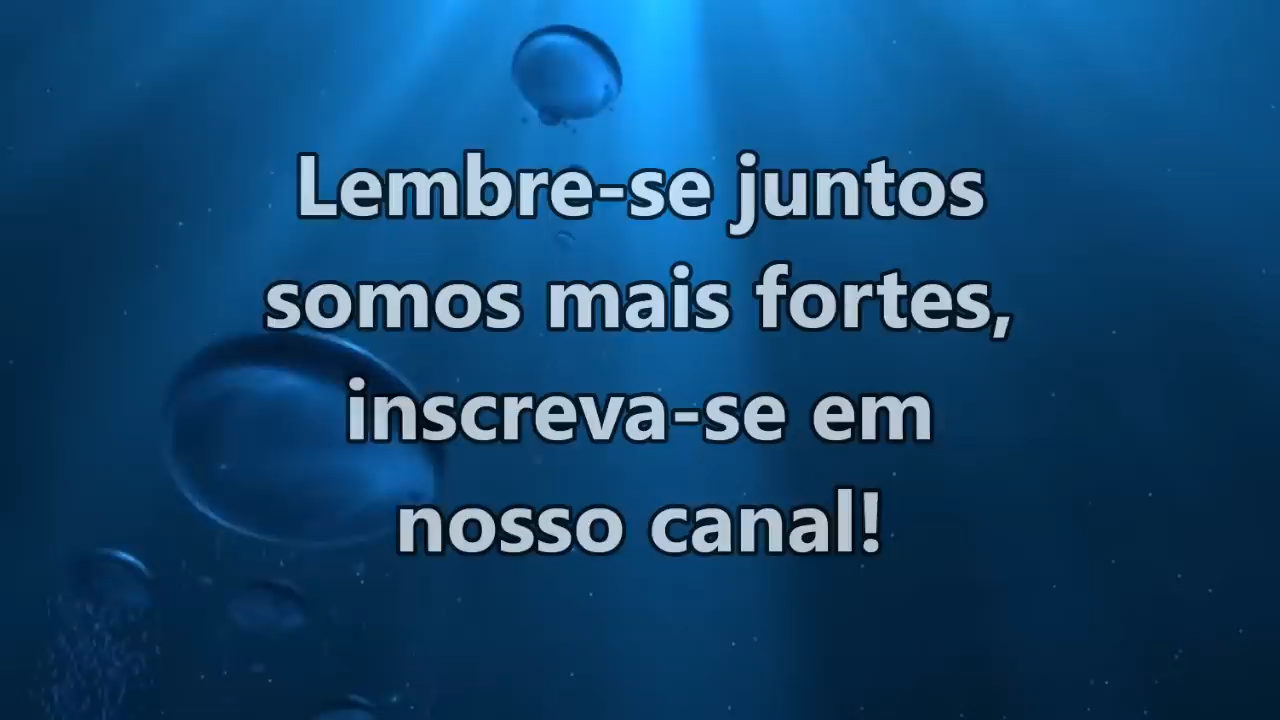 Lembre-se juntos
somos mais fortes,
inscreva-se em
nosso canal!